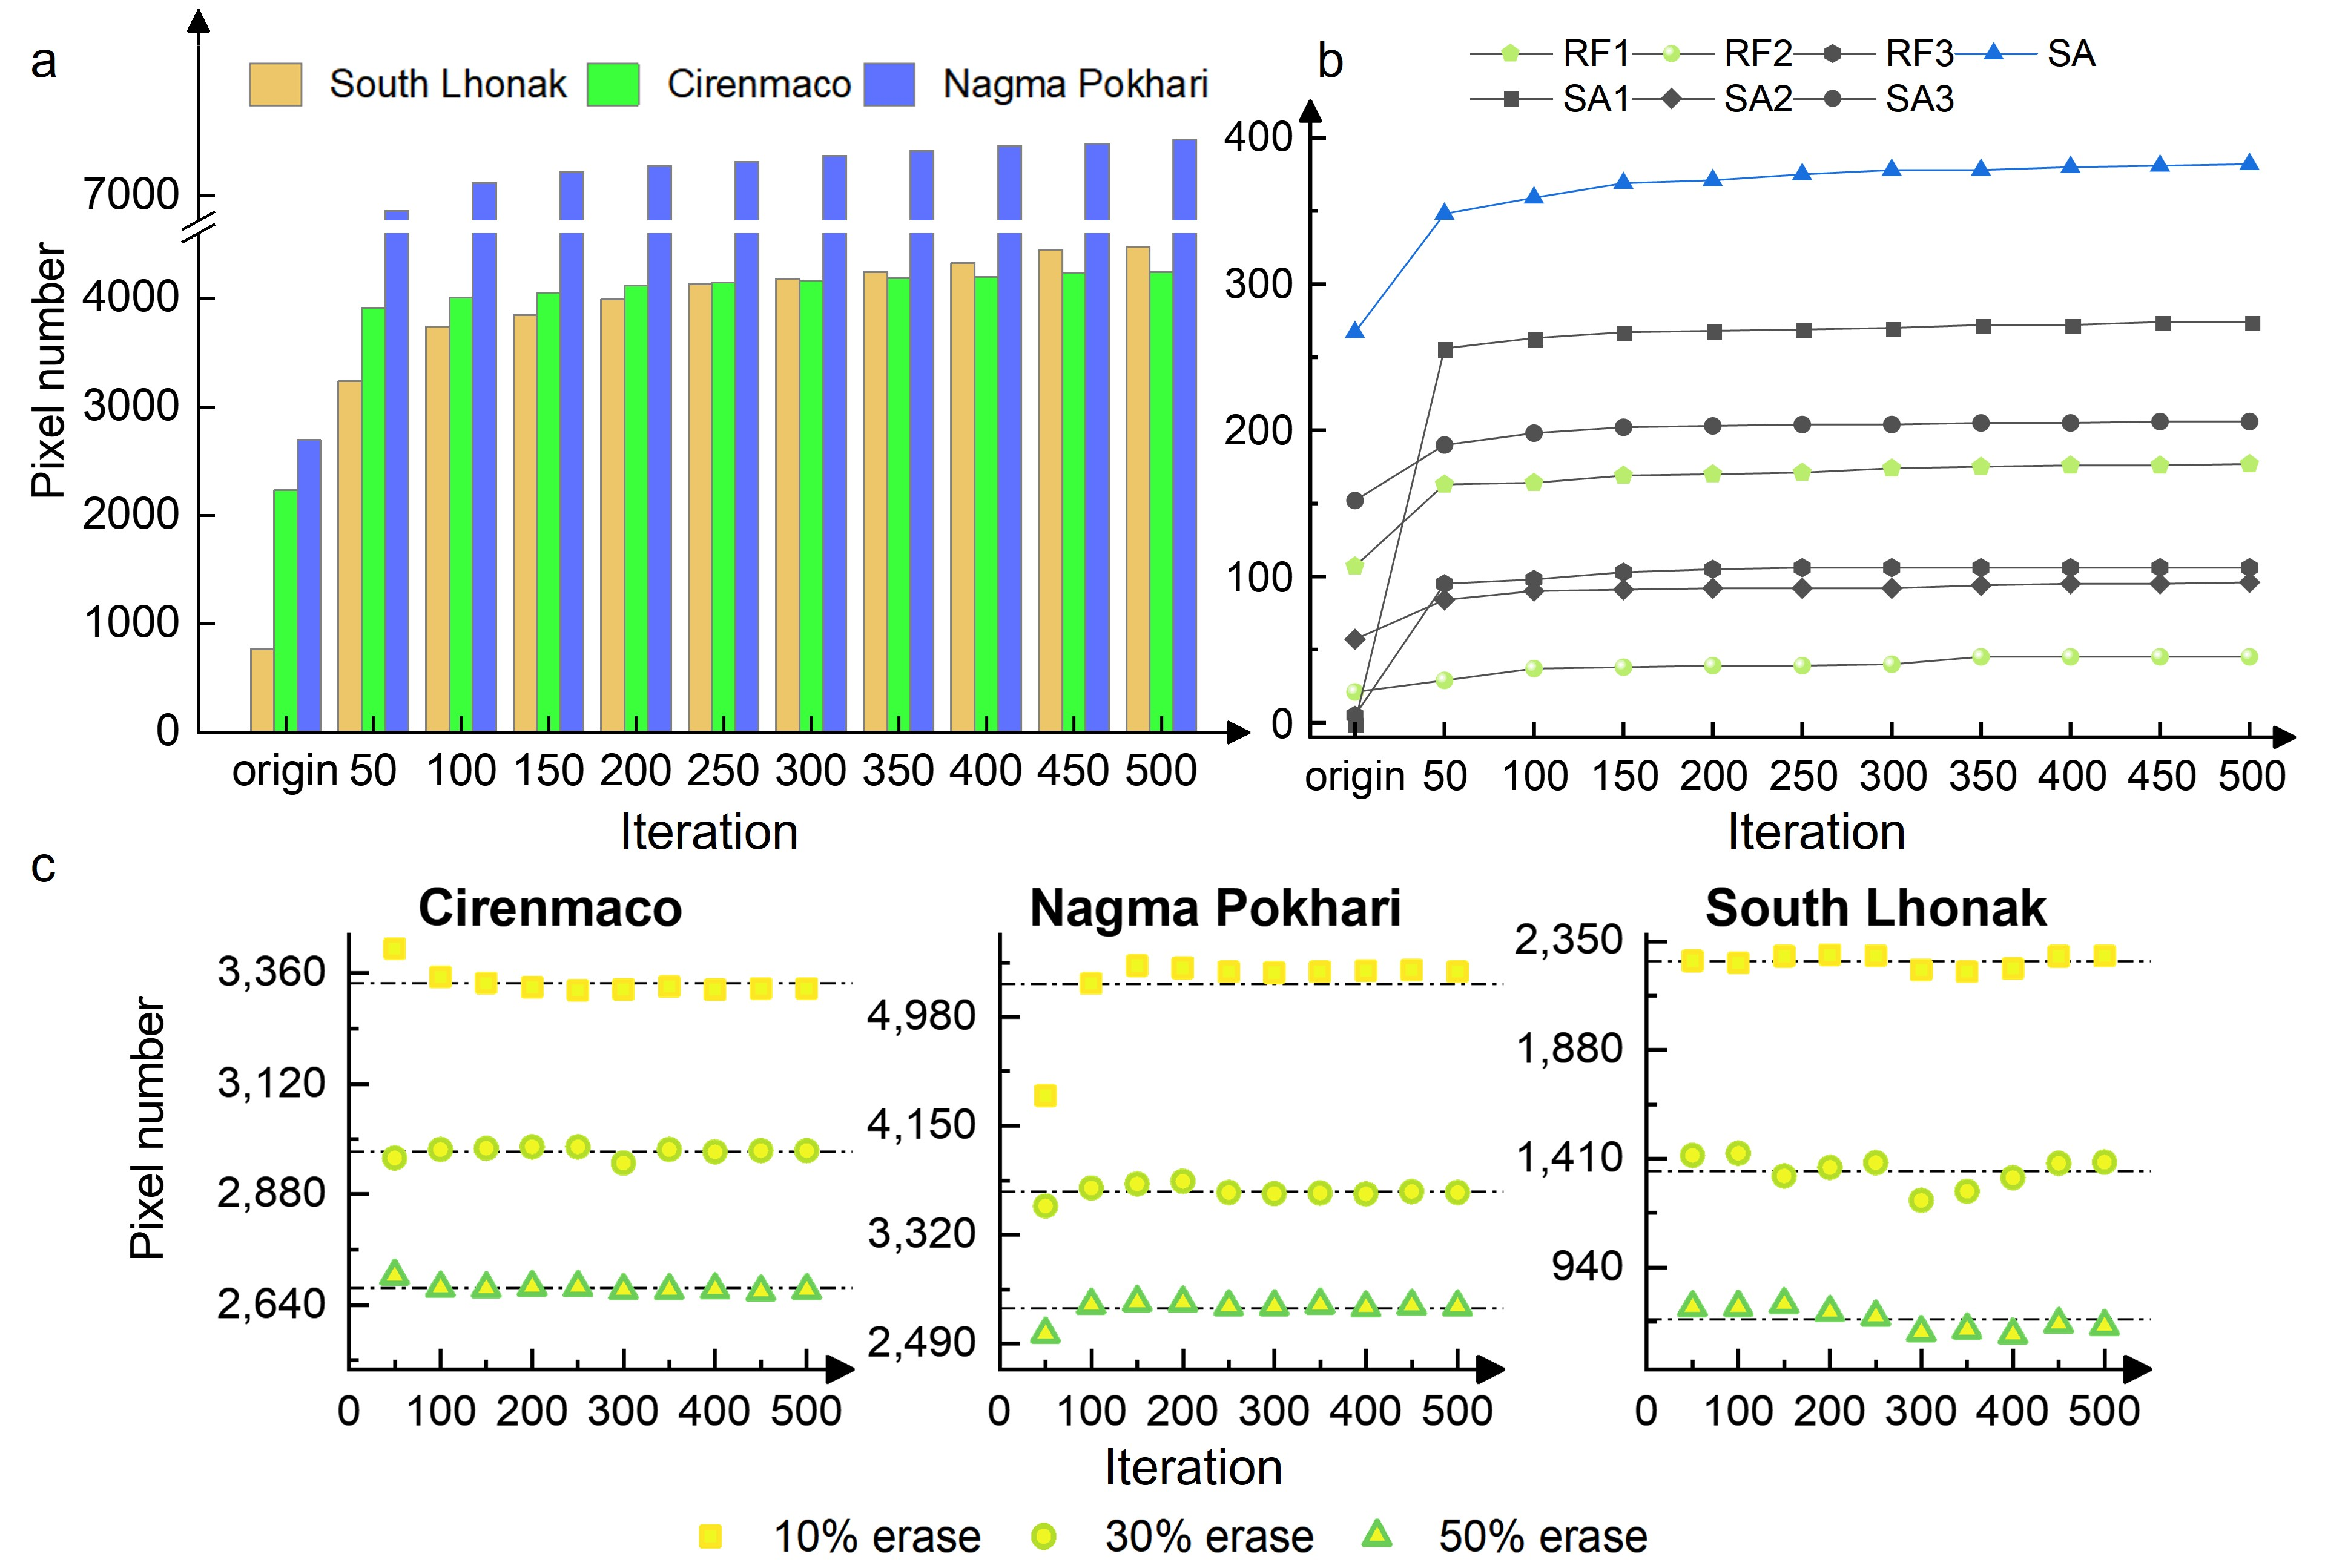 a
South Lhonak Cirenmaco Nagma Pokhari
Pixel number
7000
4000
3000
2000
1000
0
origin 50 100 150 200 250 300 350 400 450 500
Iteration
b
RF1 RF2 RF3 SA
SA1 SA2 SA3
400
300
200
100
0
origin 50 100 150 200 250 300 350 400 450 500
Iteration
c
Pixel number
Cirenmaco
3,360
3,120
2,880
2,640
0 100 200 300 400 500
Nagma Pokhari
4,980
4,150
3,320
2,490
0 100 200 300 400 500
South Lhonak
2,350
1,880
1,410
940
0 100 200 300 400 500
Iteration
10% erase 30% erase 50% erase